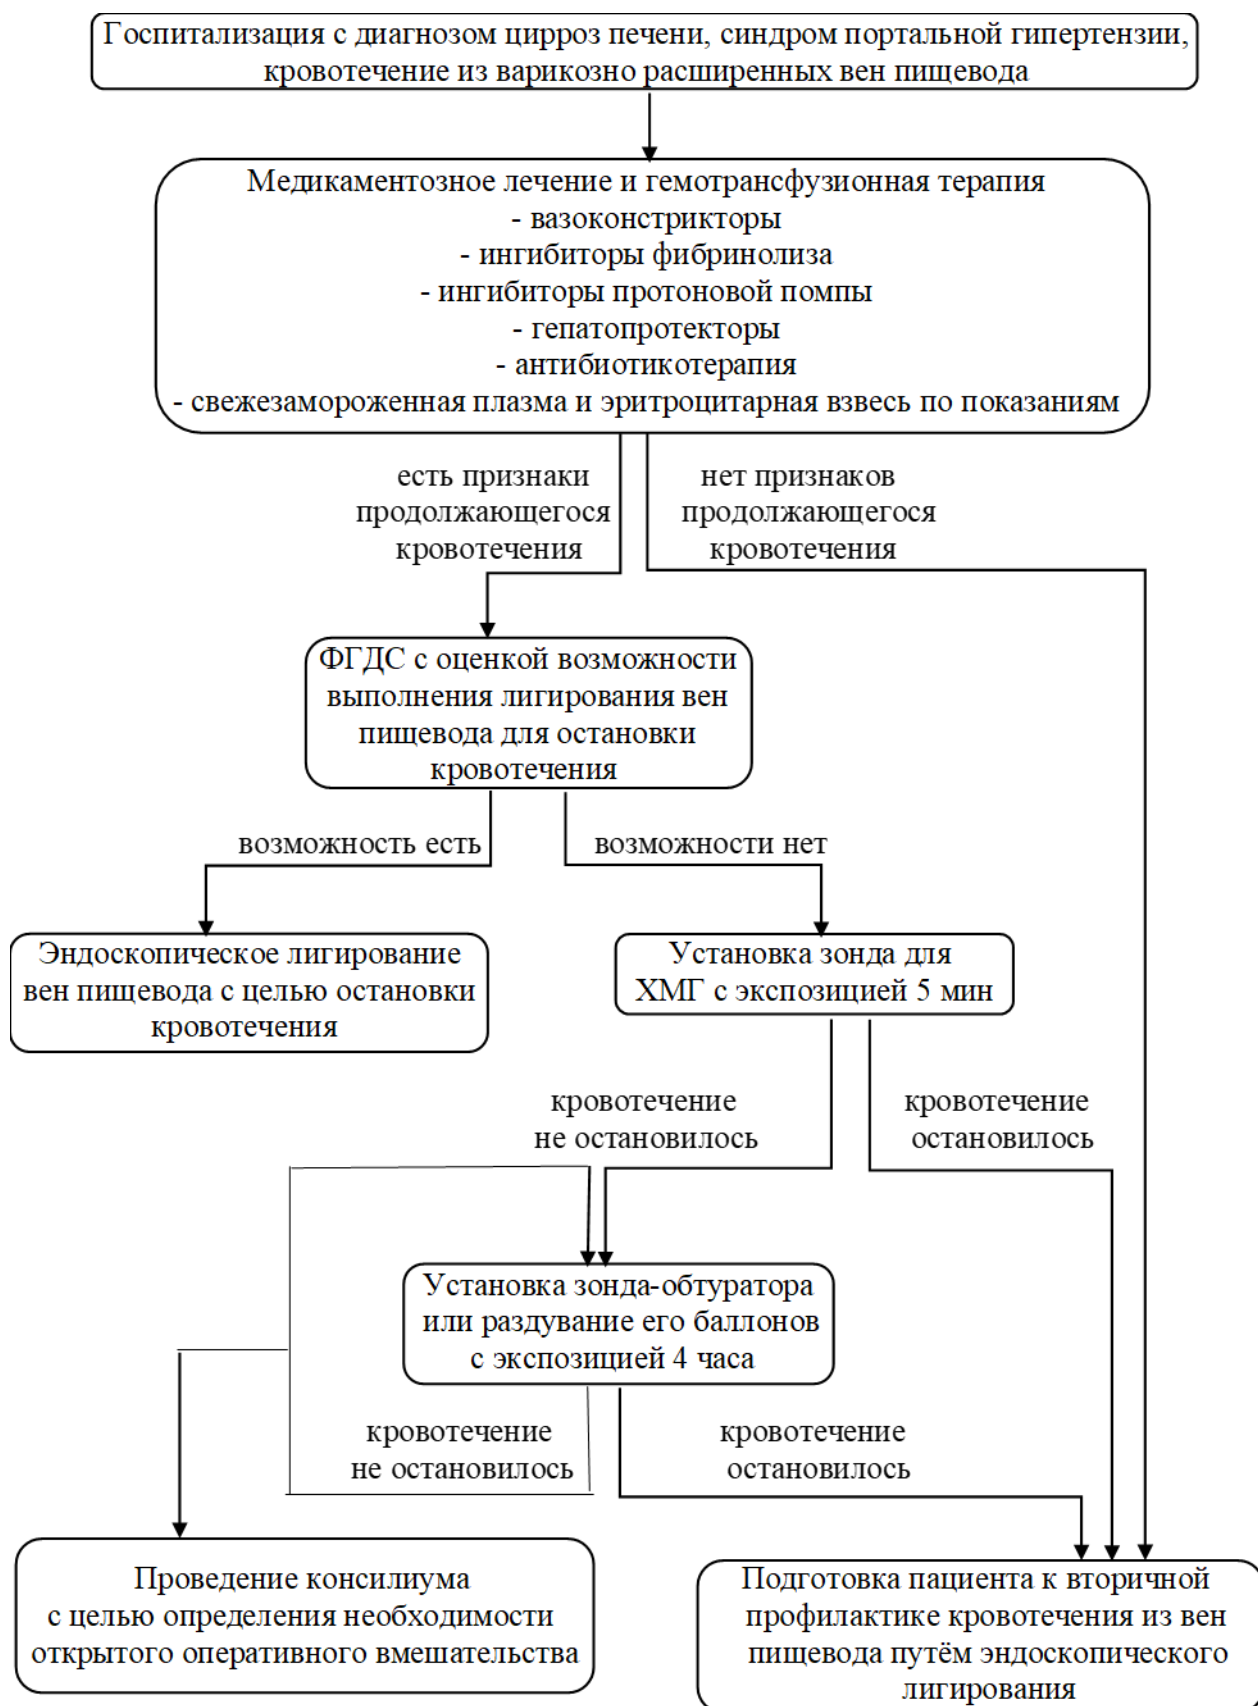 Госпитализация с диагнозом цирроз печени, синдром портальной гипертензии,
кровотечение из варикозно расширенных вен пищевода
Медикаментозное лечение и гемотрансфузионная терапия
- вазоконстрикторы
- ингибиторы фибринолиза
- ингибиторы протоновой помпы
- гепатопротекторы
- антибиотикотерапия
- свежезамороженная плазма и эритроцитарная взвесь по показаниям
есть признаки
продолжающегося
кровотечения
нет признаков
продолжающегося
кровотечения
ФГДС с оценкой возможности
выполнения лигирования вен
пищевода для остановки
кровотечения
возможность есть
возможности нет
Эндоскопическое лигирование
вен пищевода с целью остановки
кровотечения
Установка зонда для
ХМГ с экспозицией 5 мин
кровотечение
не остановилось
кровотечение
остановилось
Установка зонда-обтуратора
или раздувание его баллонов
с экспозицией 4 часа
кровотечение
не остановилось
кровотечение
остановилось
Проведение консилиума
с целью определения необходимости
открытого оперативного вмешательства
Подготовка пациента к вторичной
профилактике кровотечения из вен
пищевода путём эндоскопического
лигирования